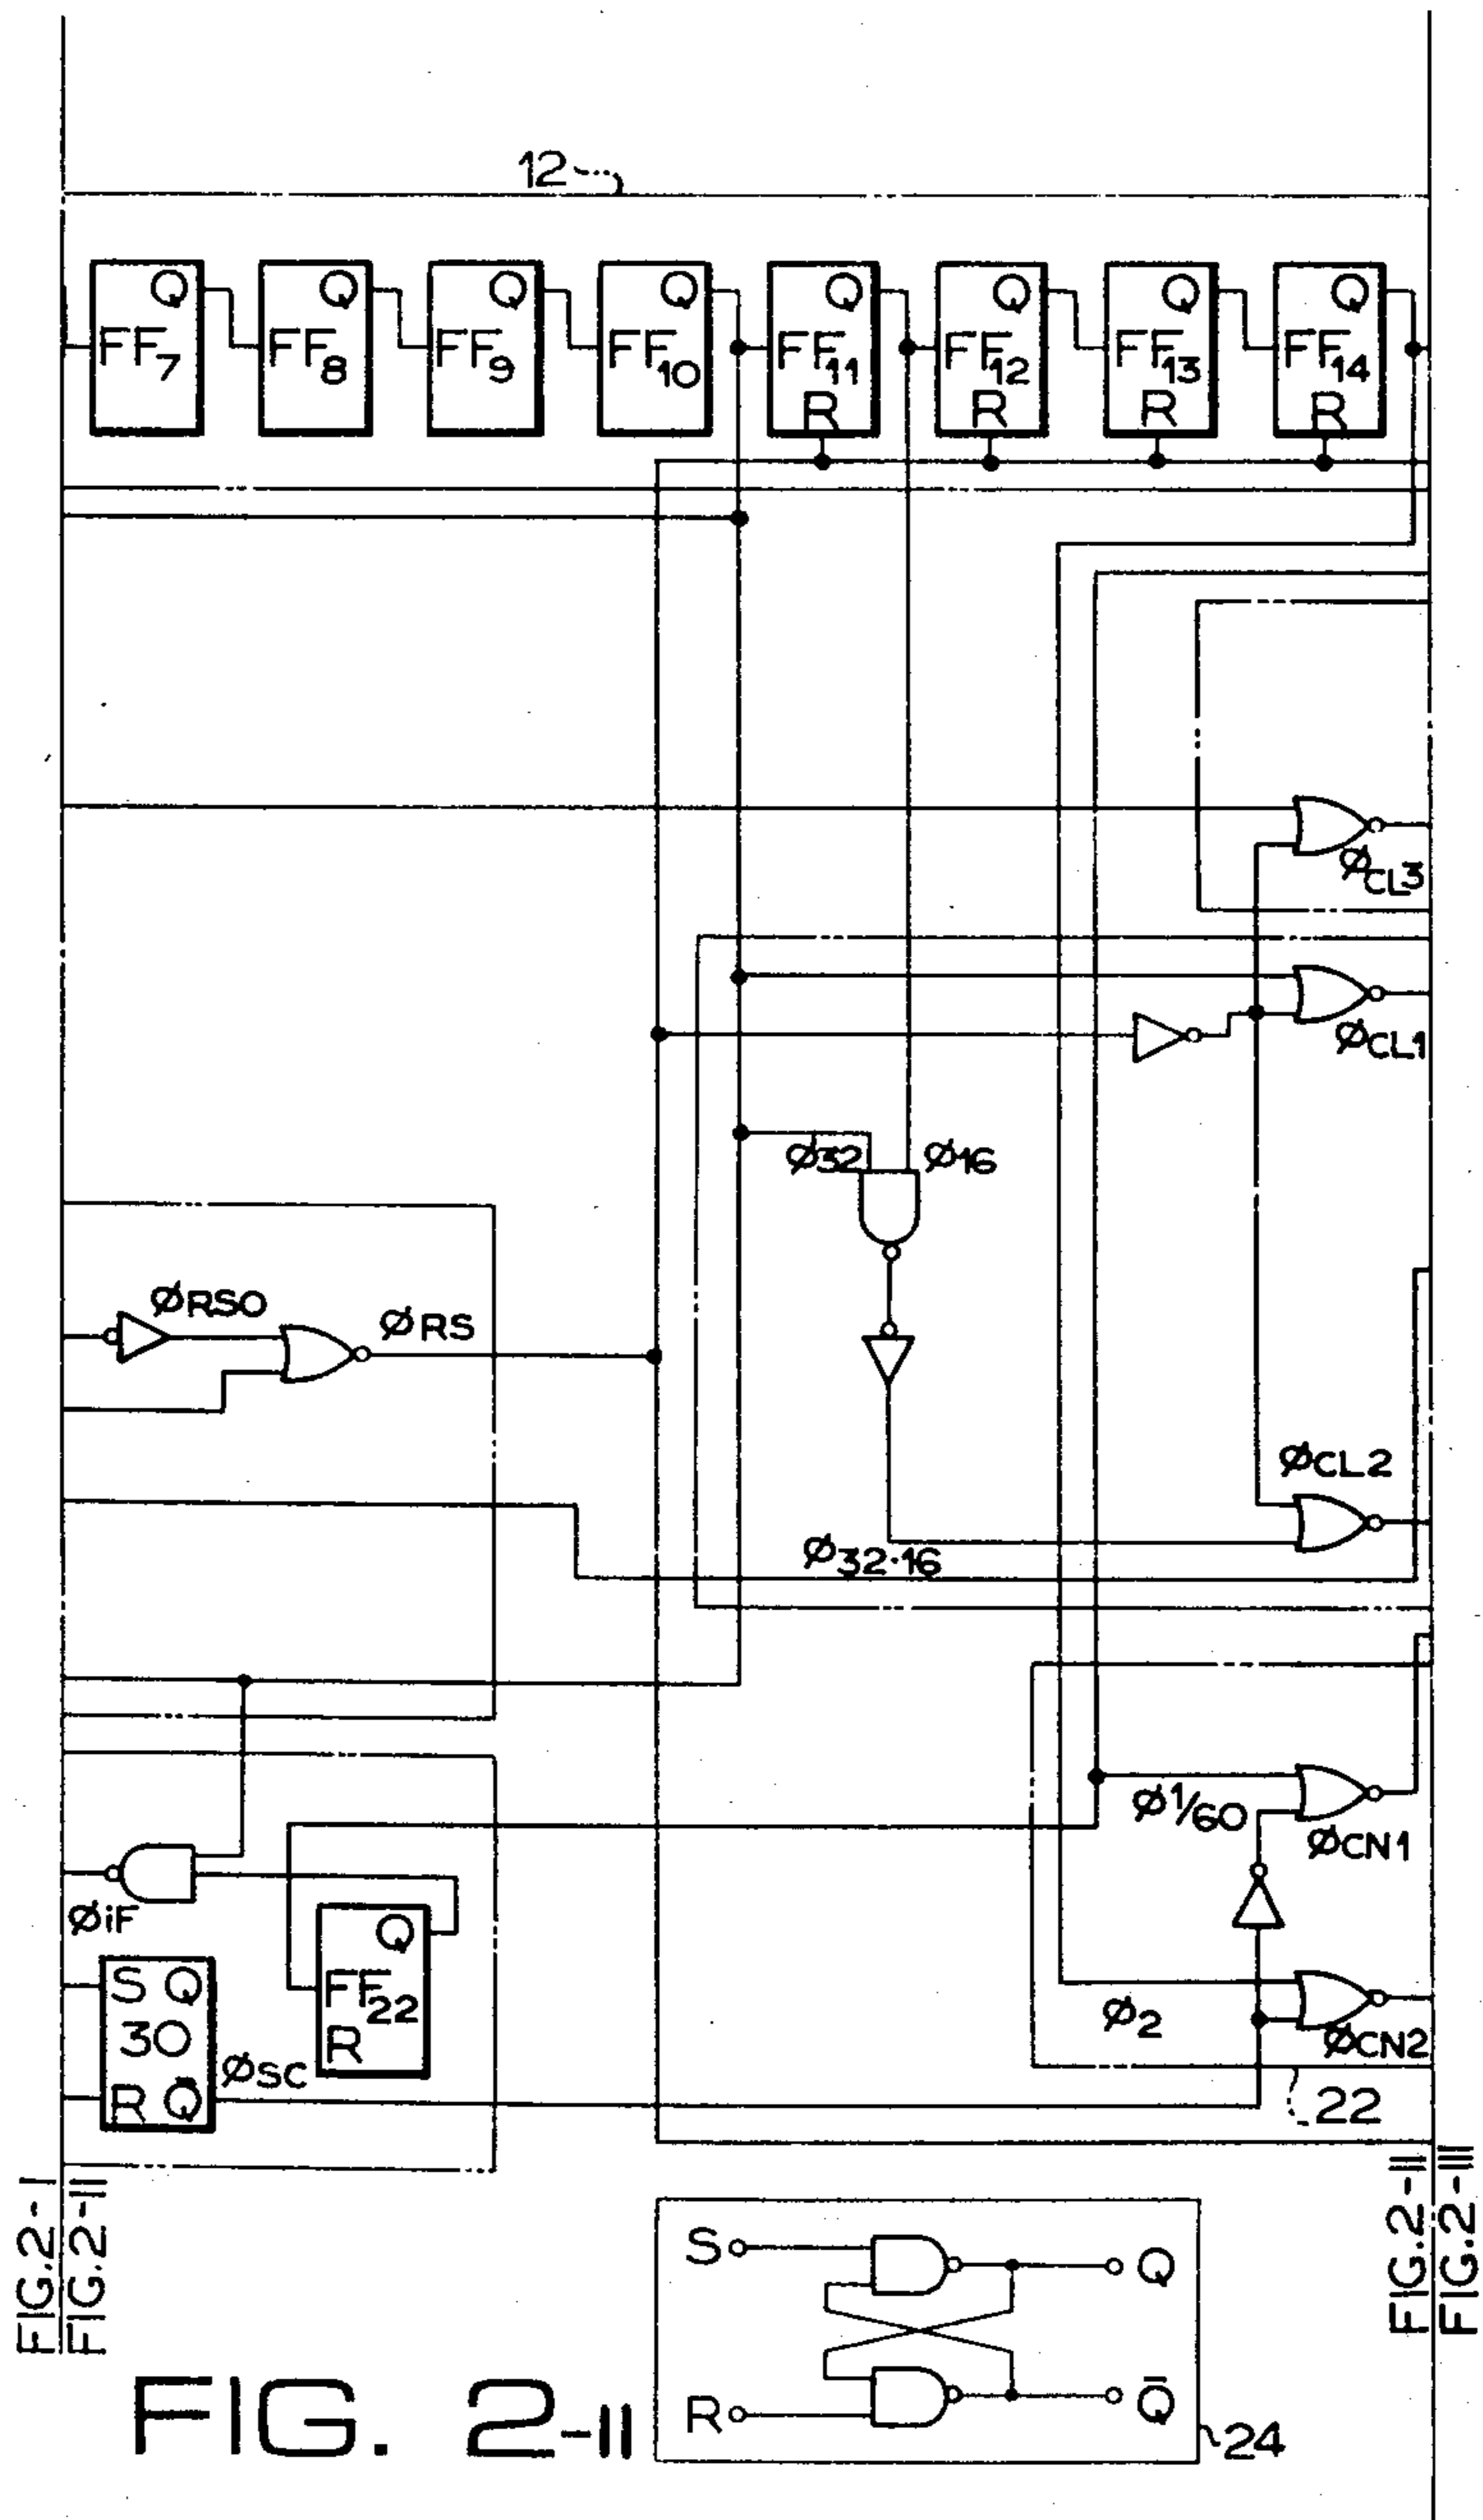 12
Q Q Q Q Q Q Q Q
FF7 FF8 FF9 FF10 FF11 FF12 FF13 FF14
R R R R
ØCL3
ØCL1
Ø32 Ø16
ØRSO
ØRS
ØCL2
Ø32·16
Ø1/60
ØCN1
ØiF
Q
FF22
R
S Q
30
R Q̅
ØSC
Ø2
ØCN2
22
FIG.2-I
FIG.2-II
FIG.2-II
FIG.2-III
S Q
R Q̅
24
FIG. 2-II